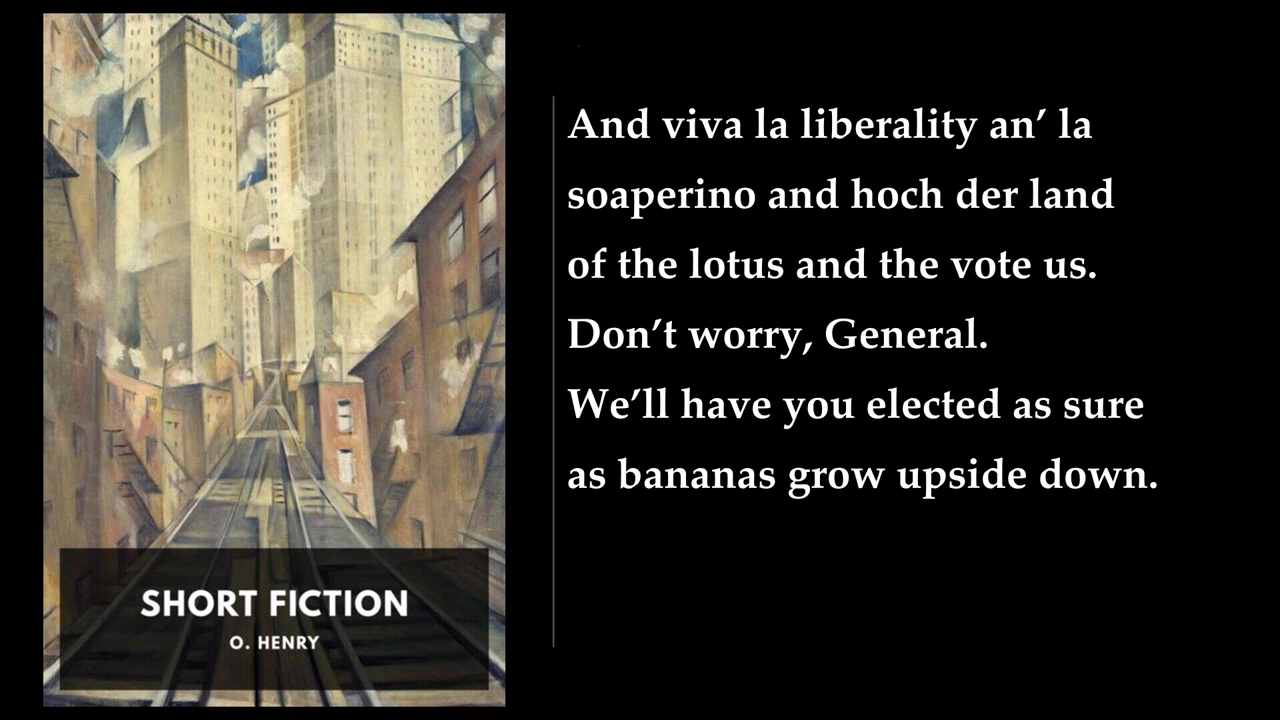 And viva la liberality an’ la
soaperino and hoch der land
of the lotus and the vote us.
Don’t worry, General.
We’ll have you elected as sure
as bananas grow upside down.
SHORT FICTION
O. HENRY